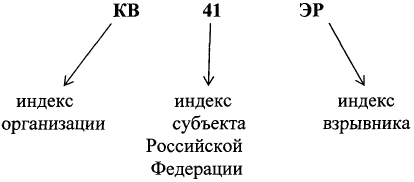 КВ 41 ЭР
индекс организации
индекс субъекта Российской Федерации
индекс взрывника